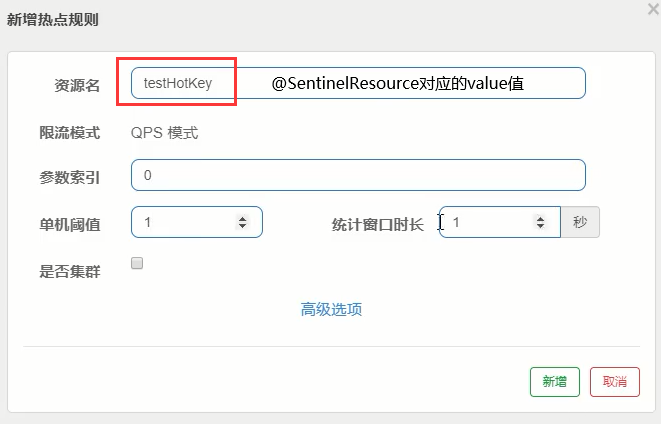 新增热点规则
资源名 testHotKey @SentinelResource对应的value值
限流模式 QPS 模式
参数索引 0
单机阈值 1 统计窗口时长 1 秒
是否集群
高级选项
新增 取消